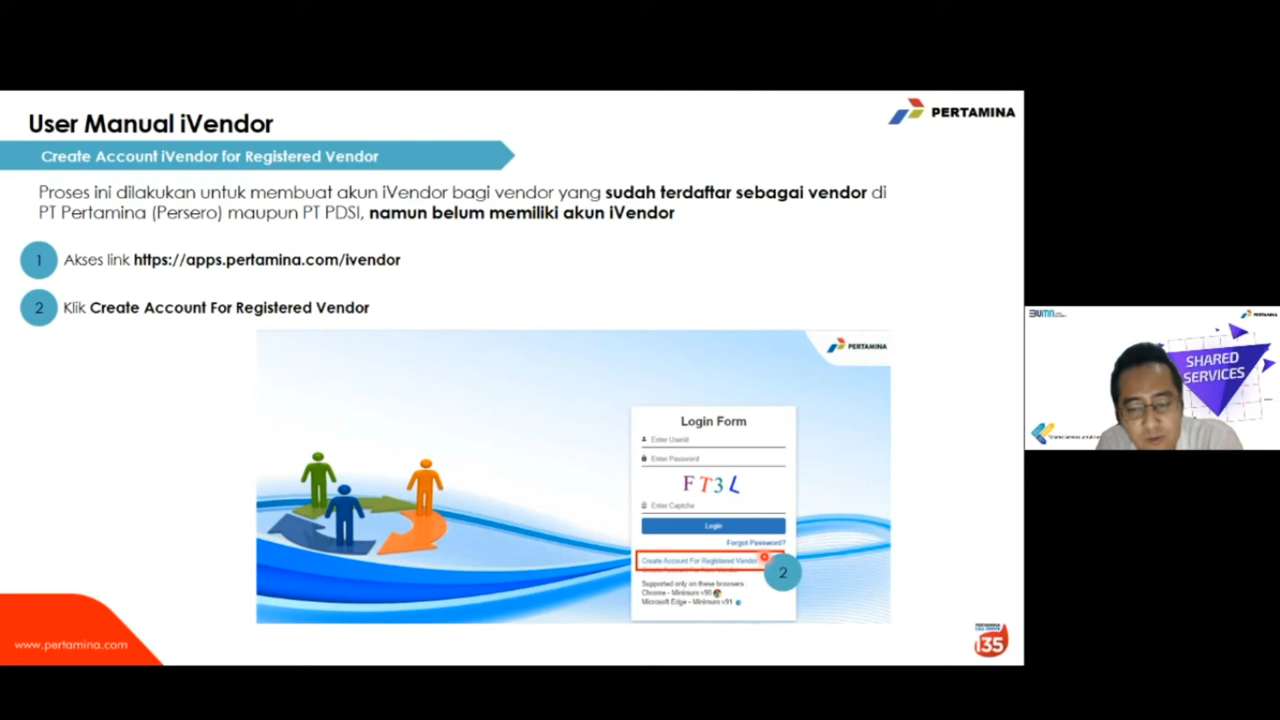 User Manual iVendor
PERTAMINA
Create Account iVendor for Registered Vendor
Proses ini dilakukan untuk membuat akun iVendor bagi vendor yang sudah terdaftar sebagai vendor di
PT Pertamina (Persero) maupun PT PDSI, namun belum memiliki akun iVendor
1
Akses link https://apps.pertamina.com/ivendor
2
Klik Create Account For Registered Vendor
PERTAMINA
Login Form
Enter Userid
Enter Password
FT3L
Enter Captcha
Login
Forgot Password?
Create Account For Registered Vendor
2
Supported only on these browsers :
Chrome - Minimum v90
Microsoft Edge - Minimum v91
www.pertamina.com
PERTAMINA
135
BUMN
PERTAMINA
SHARED
SERVICES